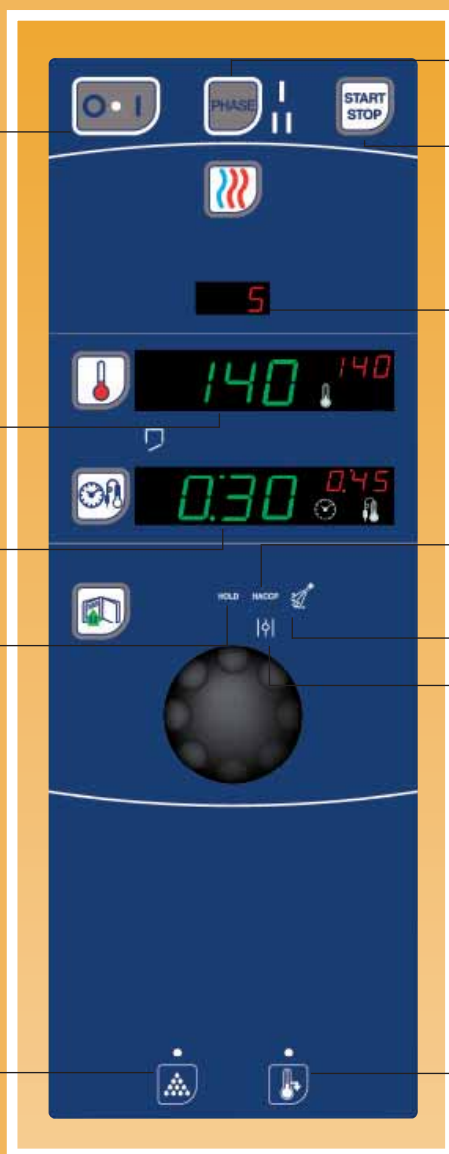 O • I
PHASE
I
II
START
STOP
5
140
140
0:30
0:45
HOLD HACCP